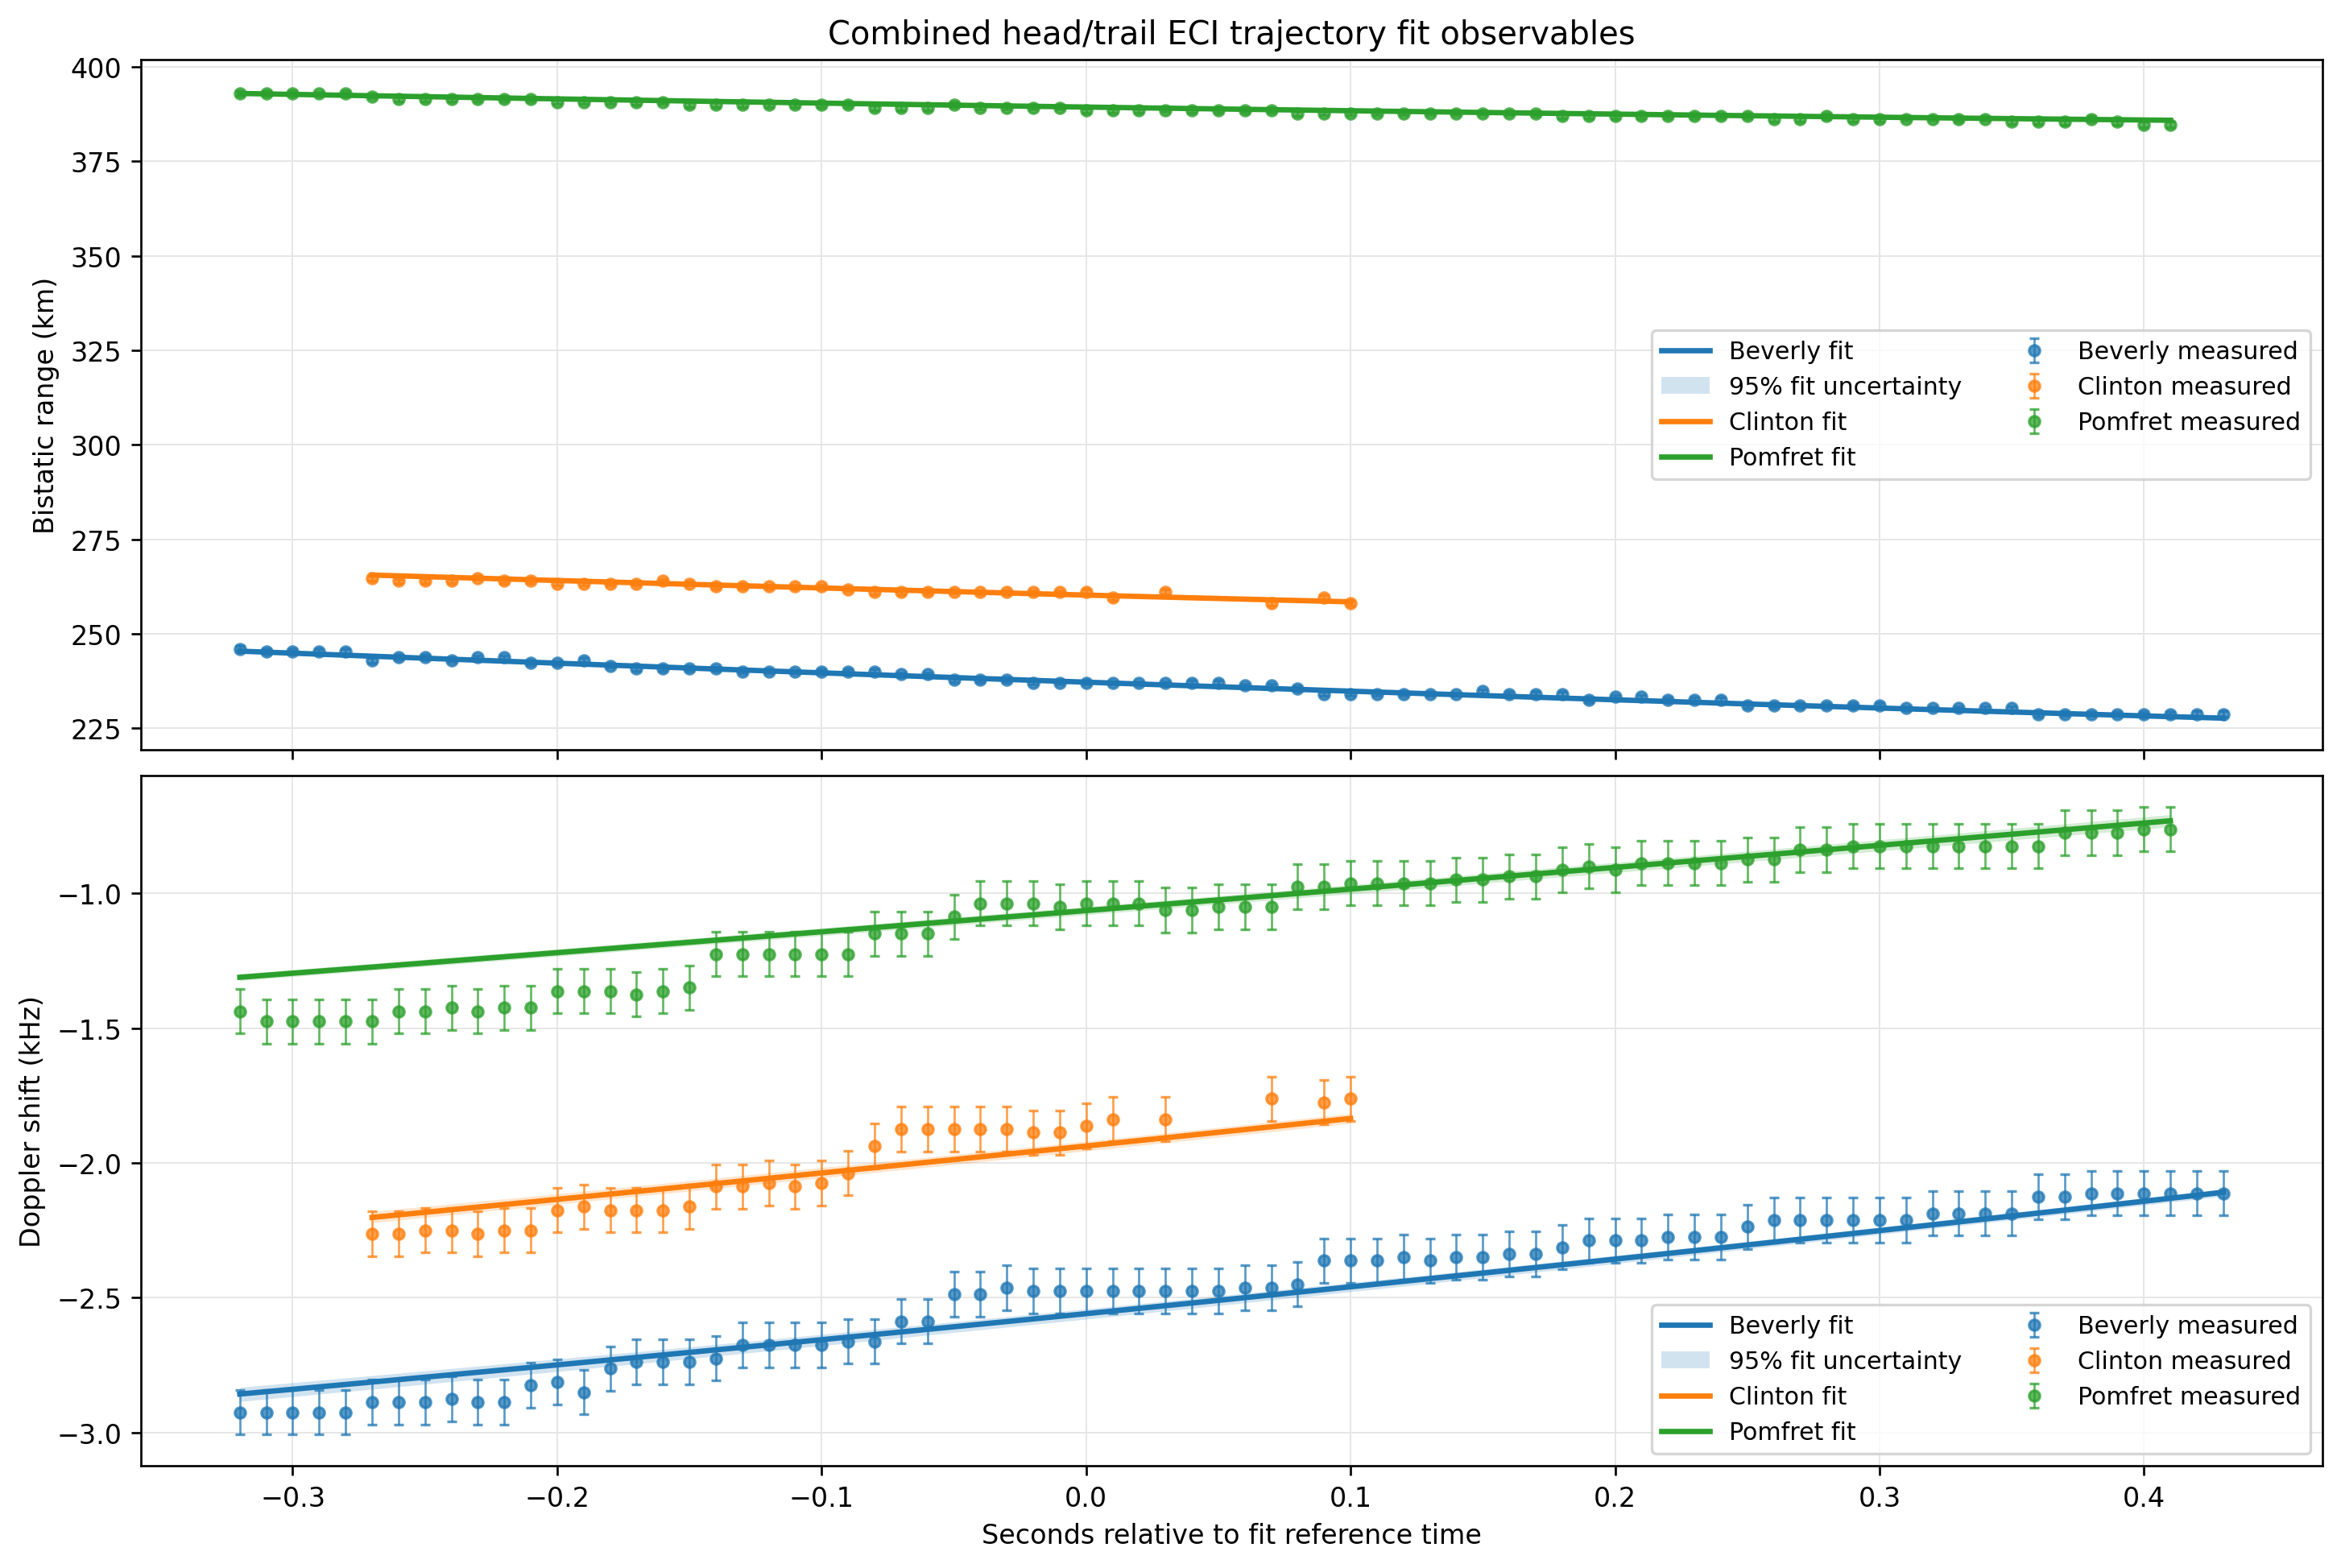 Combined head/trail ECI trajectory fit observables
Bistatic range (km)
400
375
350
325
300
275
250
225
Beverly fit
95% fit uncertainty
Clinton fit
Pomfret fit
Beverly measured
Clinton measured
Pomfret measured
Doppler shift (kHz)
−1.0
−1.5
−2.0
−2.5
−3.0
Beverly fit
95% fit uncertainty
Clinton fit
Pomfret fit
Beverly measured
Clinton measured
Pomfret measured
−0.3
−0.2
−0.1
0.0
0.1
0.2
0.3
0.4
Seconds relative to fit reference time